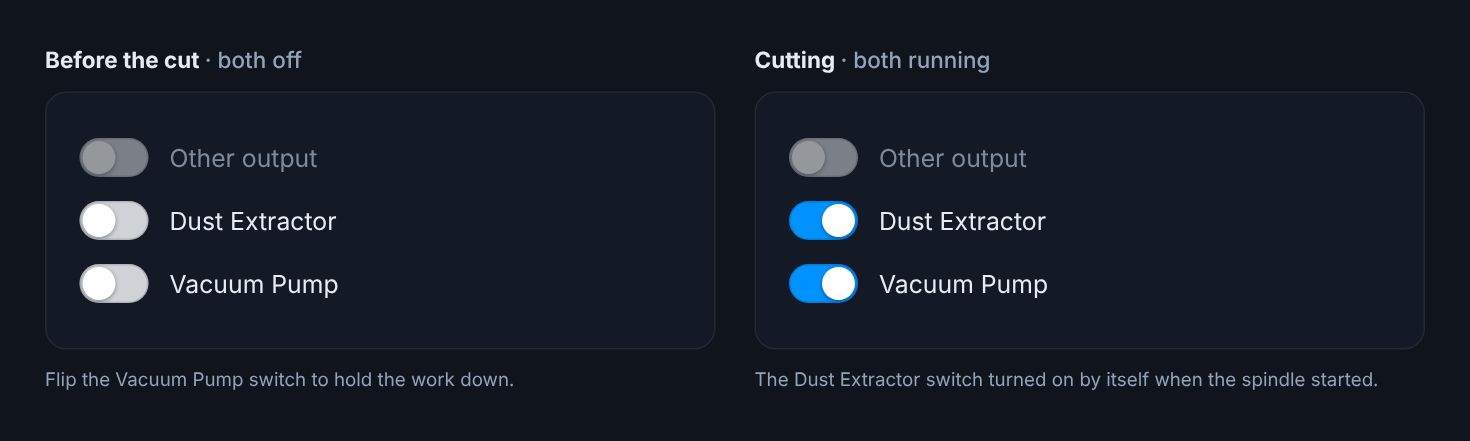 Before the cut · both off
Other output
Dust Extractor
Vacuum Pump
Flip the Vacuum Pump switch to hold the work down.
Cutting · both running
Other output
Dust Extractor
Vacuum Pump
The Dust Extractor switch turned on by itself when the spindle started.